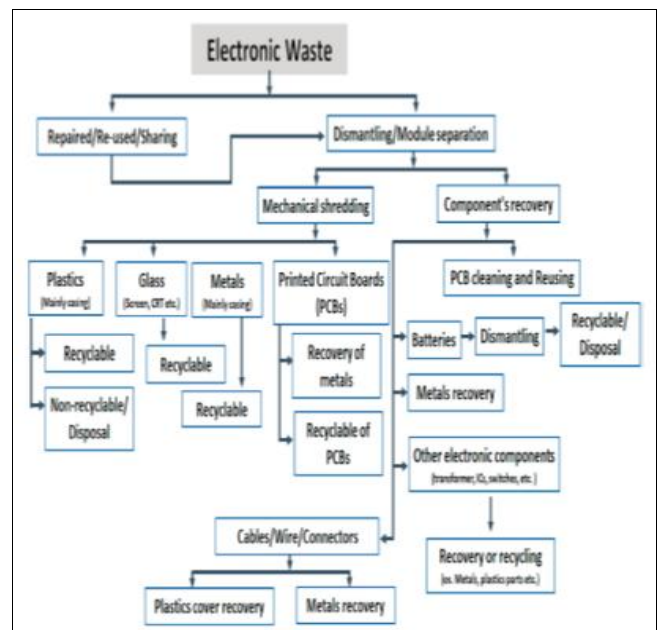 Electronic Waste
Repaired/Re-used/Sharing
Dismantling/Module separation
Mechanical shredding
Component's recovery
Plastics
(Mainly casing)
Glass
(Screen, CRT etc.)
Metals
(Mainly casing)
Printed Circuit Boards
(PCBs)
PCB cleaning and Reusing
Recyclable
Non-recyclable/
Disposal
Recyclable
Recyclable
Recovery of
metals
Recyclable of
PCBs
Batteries
Dismantling
Recyclable/
Disposal
Metals recovery
Other electronic components
(transformer, ICs, switches, etc. )
Recovery or recycling
(os. Metals, plastics parts etc.)
Cables/Wire/Connectors
Plastics cover recovery
Metals recovery